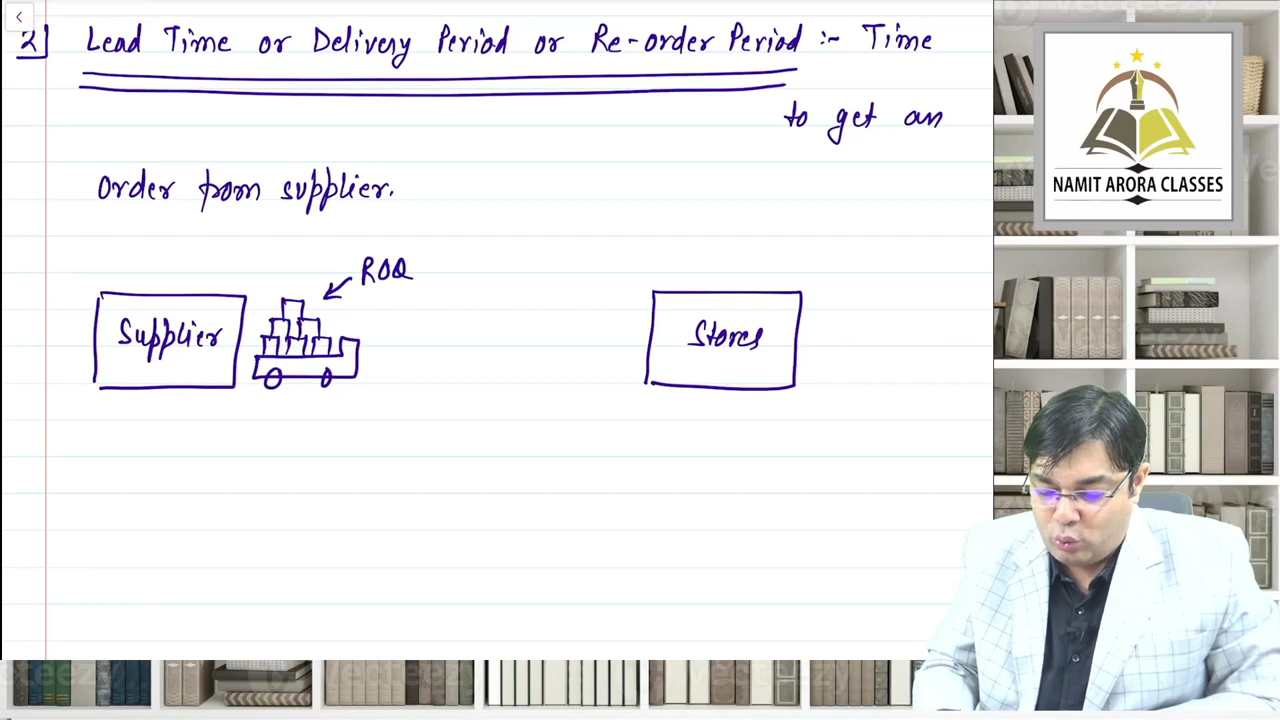 2] Lead Time or Delivery Period or Re-order Period :- Time
to get an
order from supplier.
ROQ
Supplier
Stores
NAMIT ARORA CLASSES